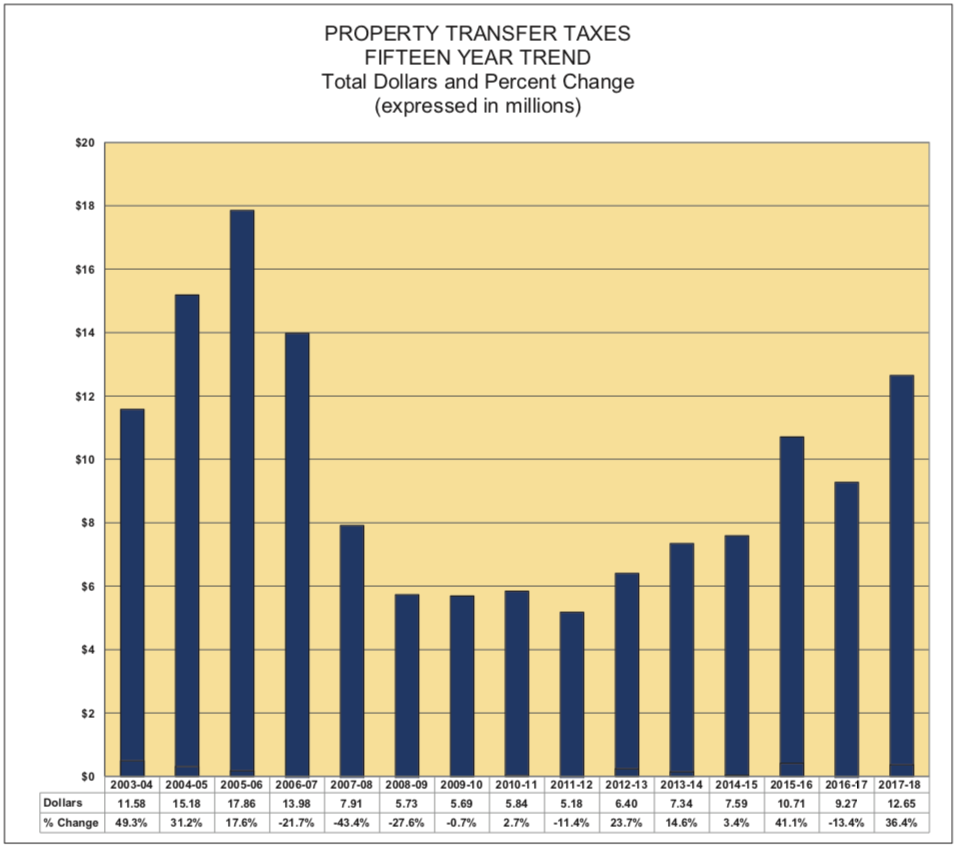 PROPERTY TRANSFER TAXES
FIFTEEN YEAR TREND
Total Dollars and Percent Change
(expressed in millions)
$20
$18
$16
$14
$12
$10
$8
$6
$4
$2
$0
2003-04 2004-05 2005-06 2006-07 2007-08 2008-09 2009-10 2010-11 2011-12 2012-13 2013-14 2014-15 2015-16 2016-17 2017-18
Dollars 11.58 15.18 17.86 13.98 7.91 5.73 5.69 5.84 5.18 6.40 7.34 7.59 10.71 9.27 12.65
% Change 49.3% 31.2% 17.6% -21.7% -43.4% -27.6% -0.7% 2.7% -11.4% 23.7% 14.6% 3.4% 41.1% -13.4% 36.4%